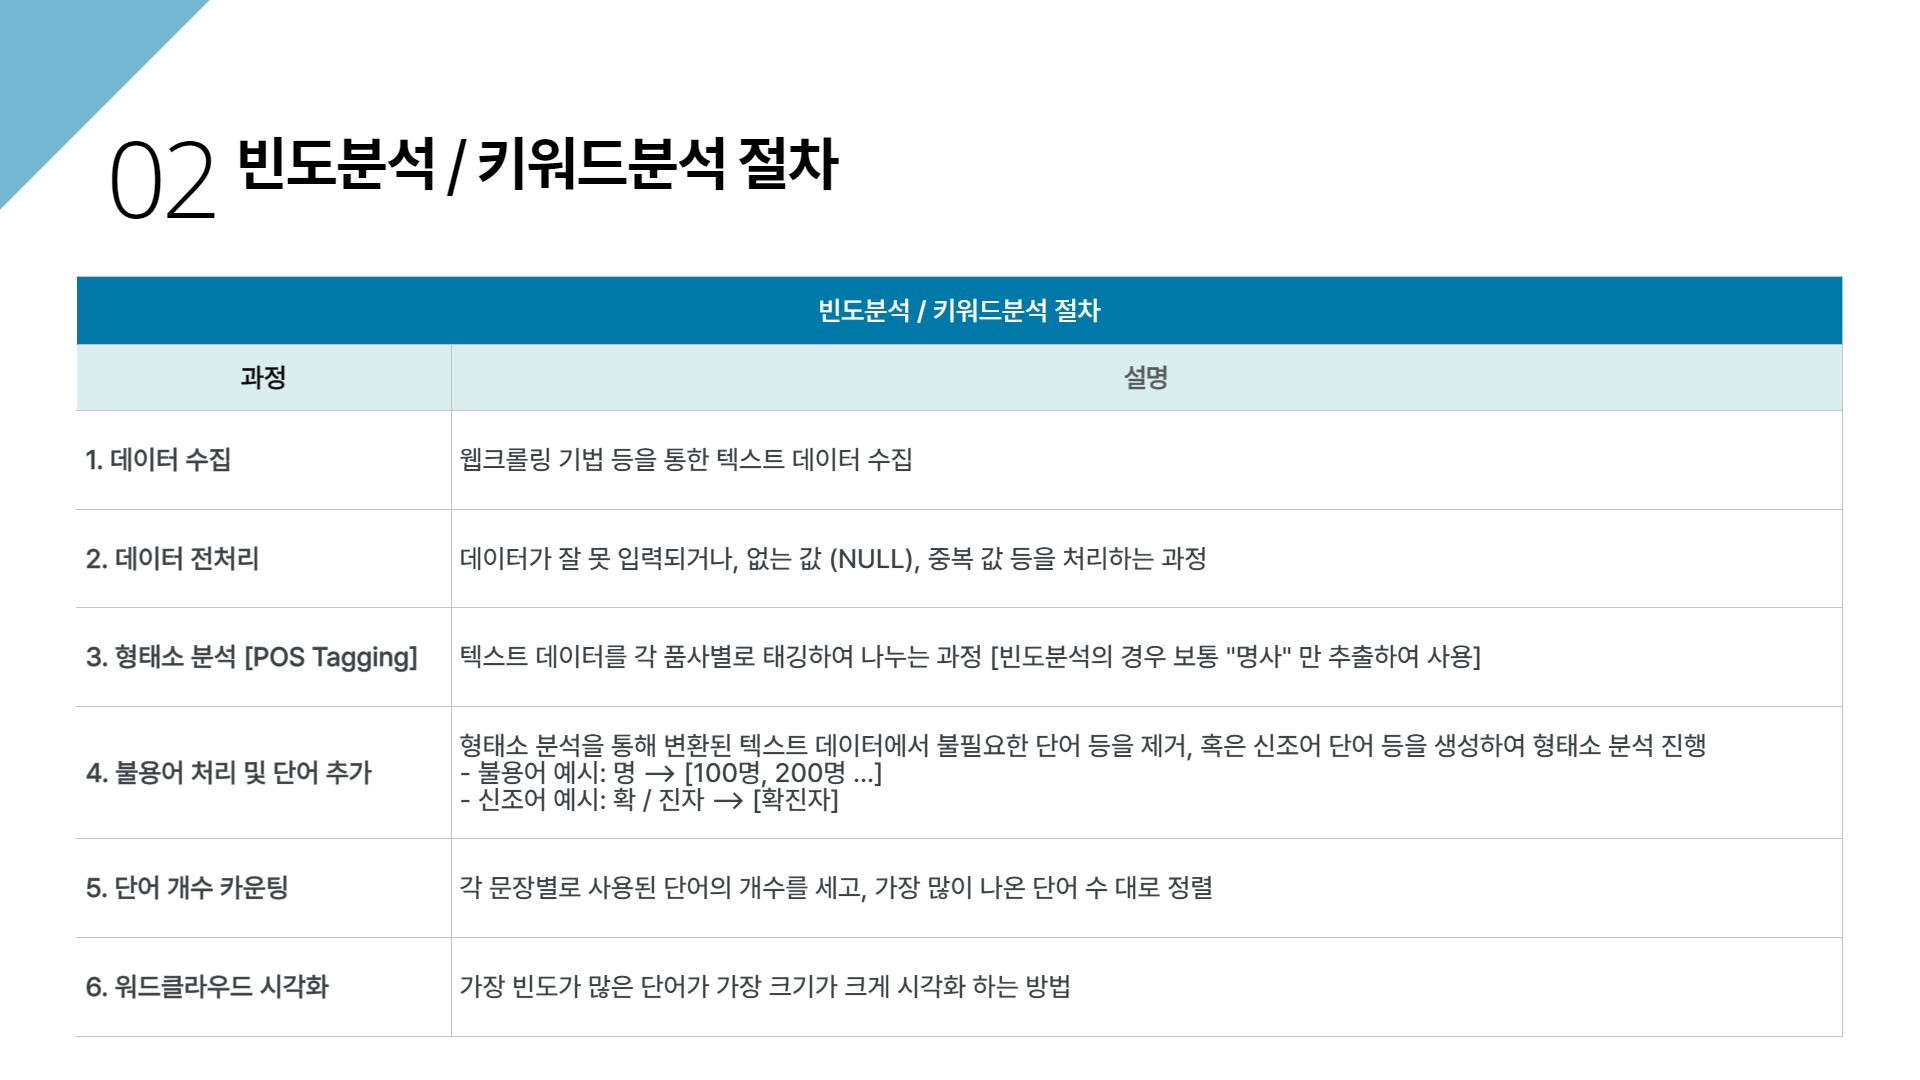 02 빈도분석 / 키워드분석 절차
빈도분석 / 키워드분석 절차
과정 설명
1. 데이터 수집 웹크롤링 기법 등을 통한 텍스트 데이터 수집
2. 데이터 전처리 데이터가 잘 못 입력되거나, 없는 값 (NULL), 중복 값 등을 처리하는 과정
3. 형태소 분석 [POS Tagging] 텍스트 데이터를 각 품사별로 태깅하여 나누는 과정 [빈도분석의 경우 보통 "명사" 만 추출하여 사용]
4. 불용어 처리 및 단어 추가 형태소 분석을 통해 변환된 텍스트 데이터에서 불필요한 단어 등을 제거, 혹은 신조어 단어 등을 생성하여 형태소 분석 진행
- 불용어 예시: 명 –> [100명, 200명 ...]
- 신조어 예시: 확 / 진자 –> [확진자]
5. 단어 개수 카운팅 각 문장별로 사용된 단어의 개수를 세고, 가장 많이 나온 단어 수 대로 정렬
6. 워드클라우드 시각화 가장 빈도가 많은 단어가 가장 크기가 크게 시각화 하는 방법